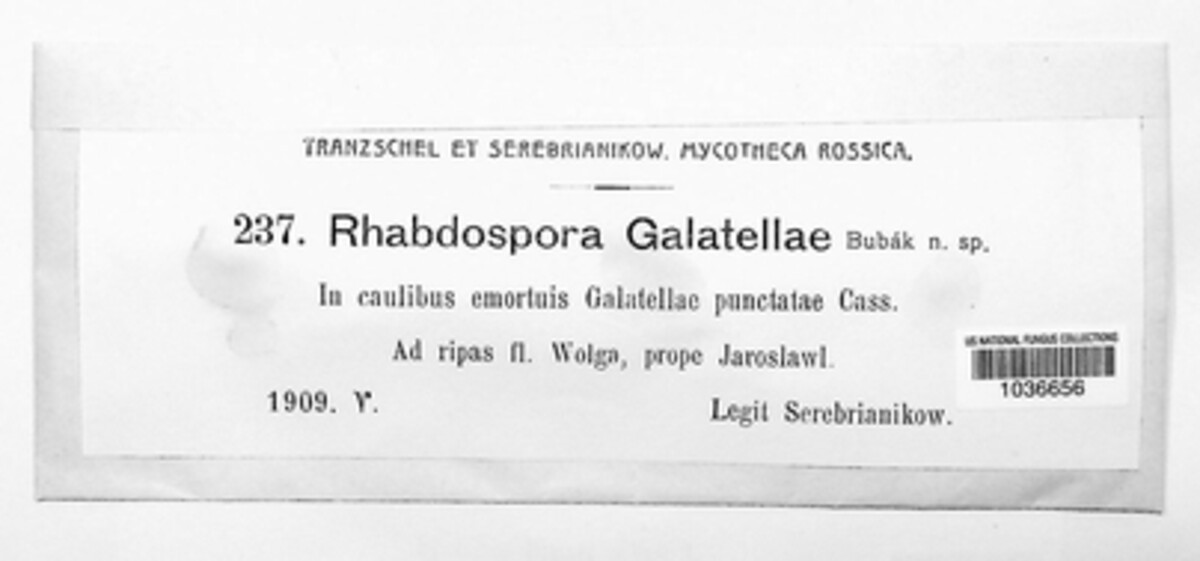 TRANZSCHEL ET SEREBRIANIKOW. MYCOTHECA ROSSICA.
237. Rhabdospora Galatellae Bubák n. sp.
In caulibus emortuis Galatellae punctatae Cass.
Ad ripas fl. Wolga, prope Jaroslawl.
US NATIONAL FUNGUS COLLECTIONS
1036656
1909. V.
Legit Serebrianikow.